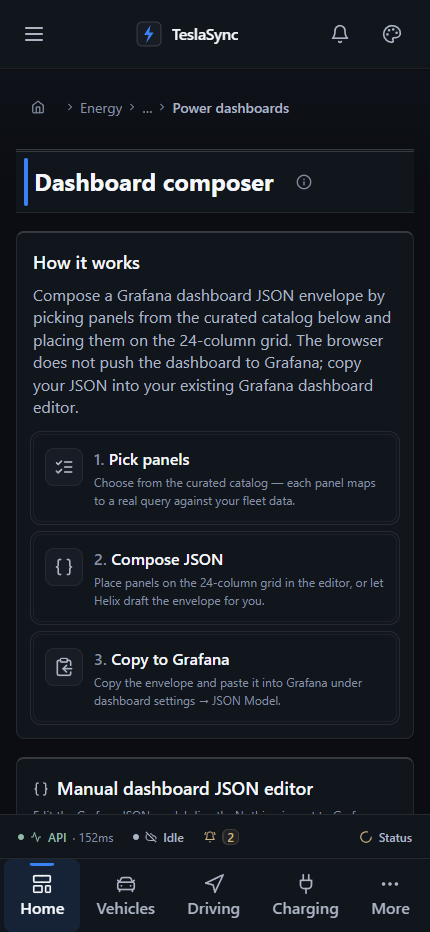 TeslaSync
Energy
...
Power dashboards
Dashboard composer
How it works
Compose a Grafana dashboard JSON envelope by
picking panels from the curated catalog below and
placing them on the 24-column grid. The browser
does not push the dashboard to Grafana; copy
your JSON into your existing Grafana dashboard
editor.
1. Pick panels
Choose from the curated catalog — each panel maps
to a real query against your fleet data.
2. Compose JSON
Place panels on the 24-column grid in the editor, or let
Helix draft the envelope for you.
3. Copy to Grafana
Copy the envelope and paste it into Grafana under
dashboard settings → JSON Model.
Manual dashboard JSON editor
API · 152ms
Idle
2
Status
Home
Vehicles
Driving
Charging
More